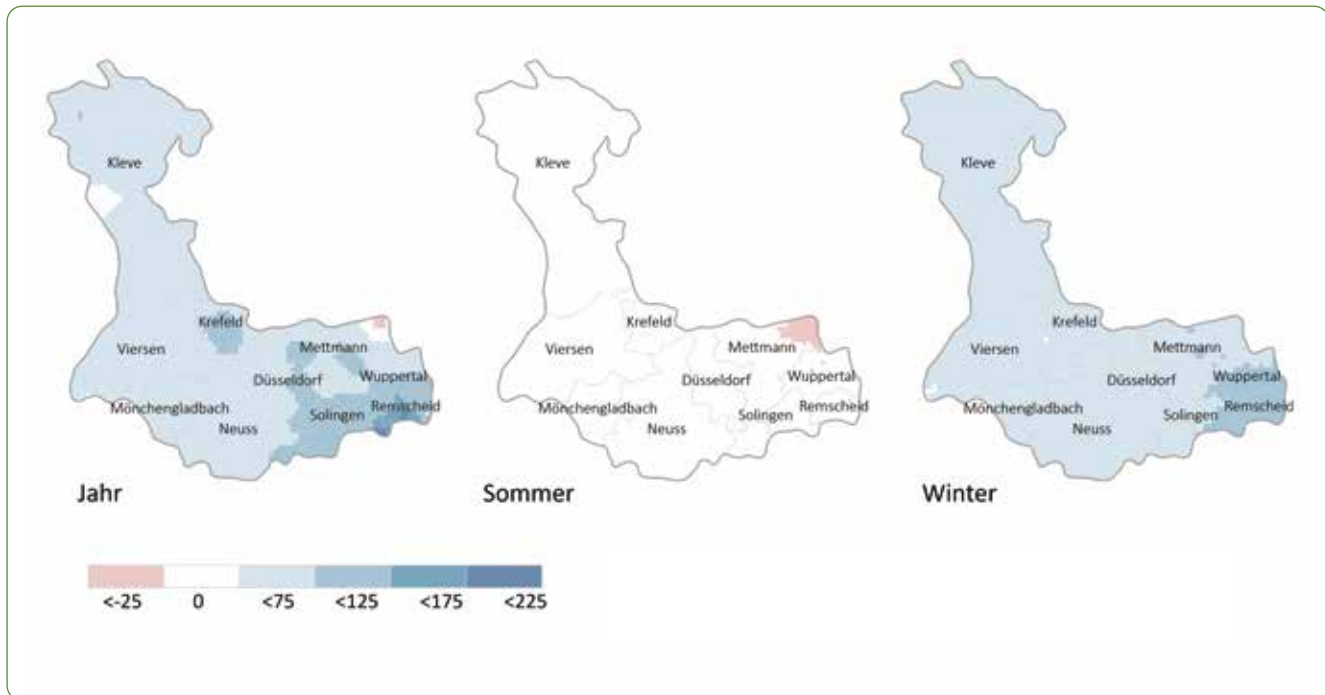 Kleve
Krefeld
Viersen
Mettmann
Düsseldorf
Wuppertal
Mönchengladbach
Solingen
Remscheid
Neuss
Jahr
Kleve
Krefeld
Viersen
Mettmann
Düsseldorf
Wuppertal
Mönchengladbach
Solingen
Remscheid
Neuss
Sommer
Kleve
Krefeld
Viersen
Mettmann
Düsseldorf
Wuppertal
Mönchengladbach
Solingen
Remscheid
Neuss
Winter
<-25 0 <75 <125 <175 <225